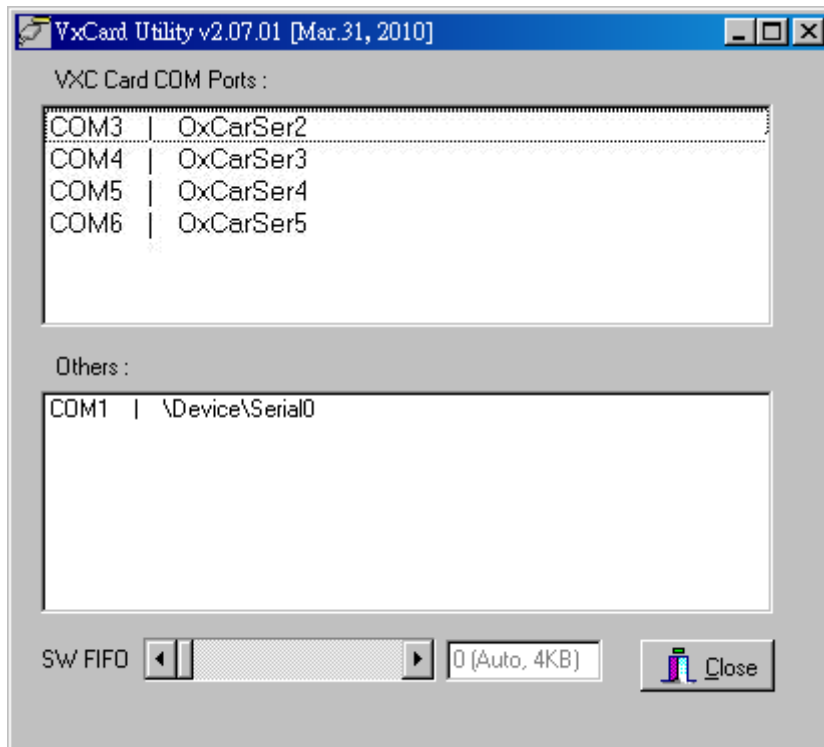 VxCard Utility v2.07.01 [Mar.31, 2010]
VXC Card COM Ports :
COM3 | OxCarSer2
COM4 | OxCarSer3
COM5 | OxCarSer4
COM6 | OxCarSer5
Others :
COM1 | \Device\Serial0
SW FIFO 0 (Auto, 4KB) Close